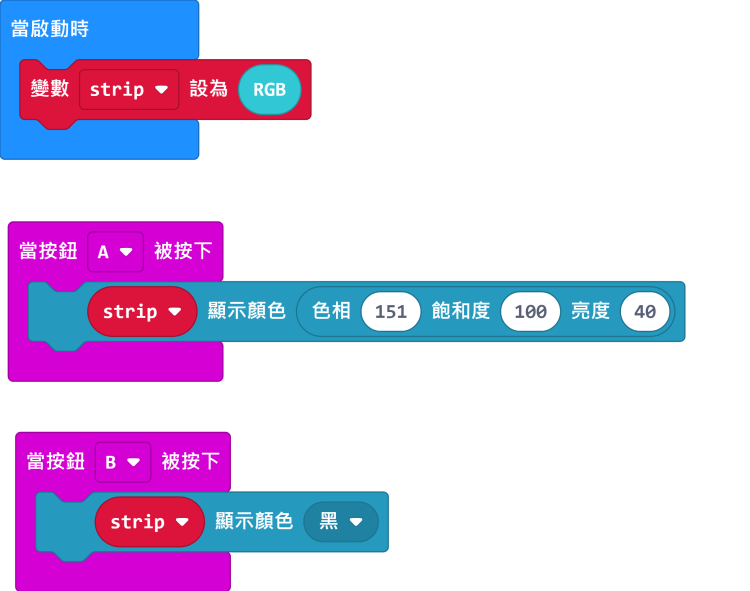 當啟動時
變數 strip 設為 RGB
當按鈕 A 被按下
strip 顯示顏色 色相 151 飽和度 100 亮度 40
當按鈕 B 被按下
strip 顯示顏色 黑